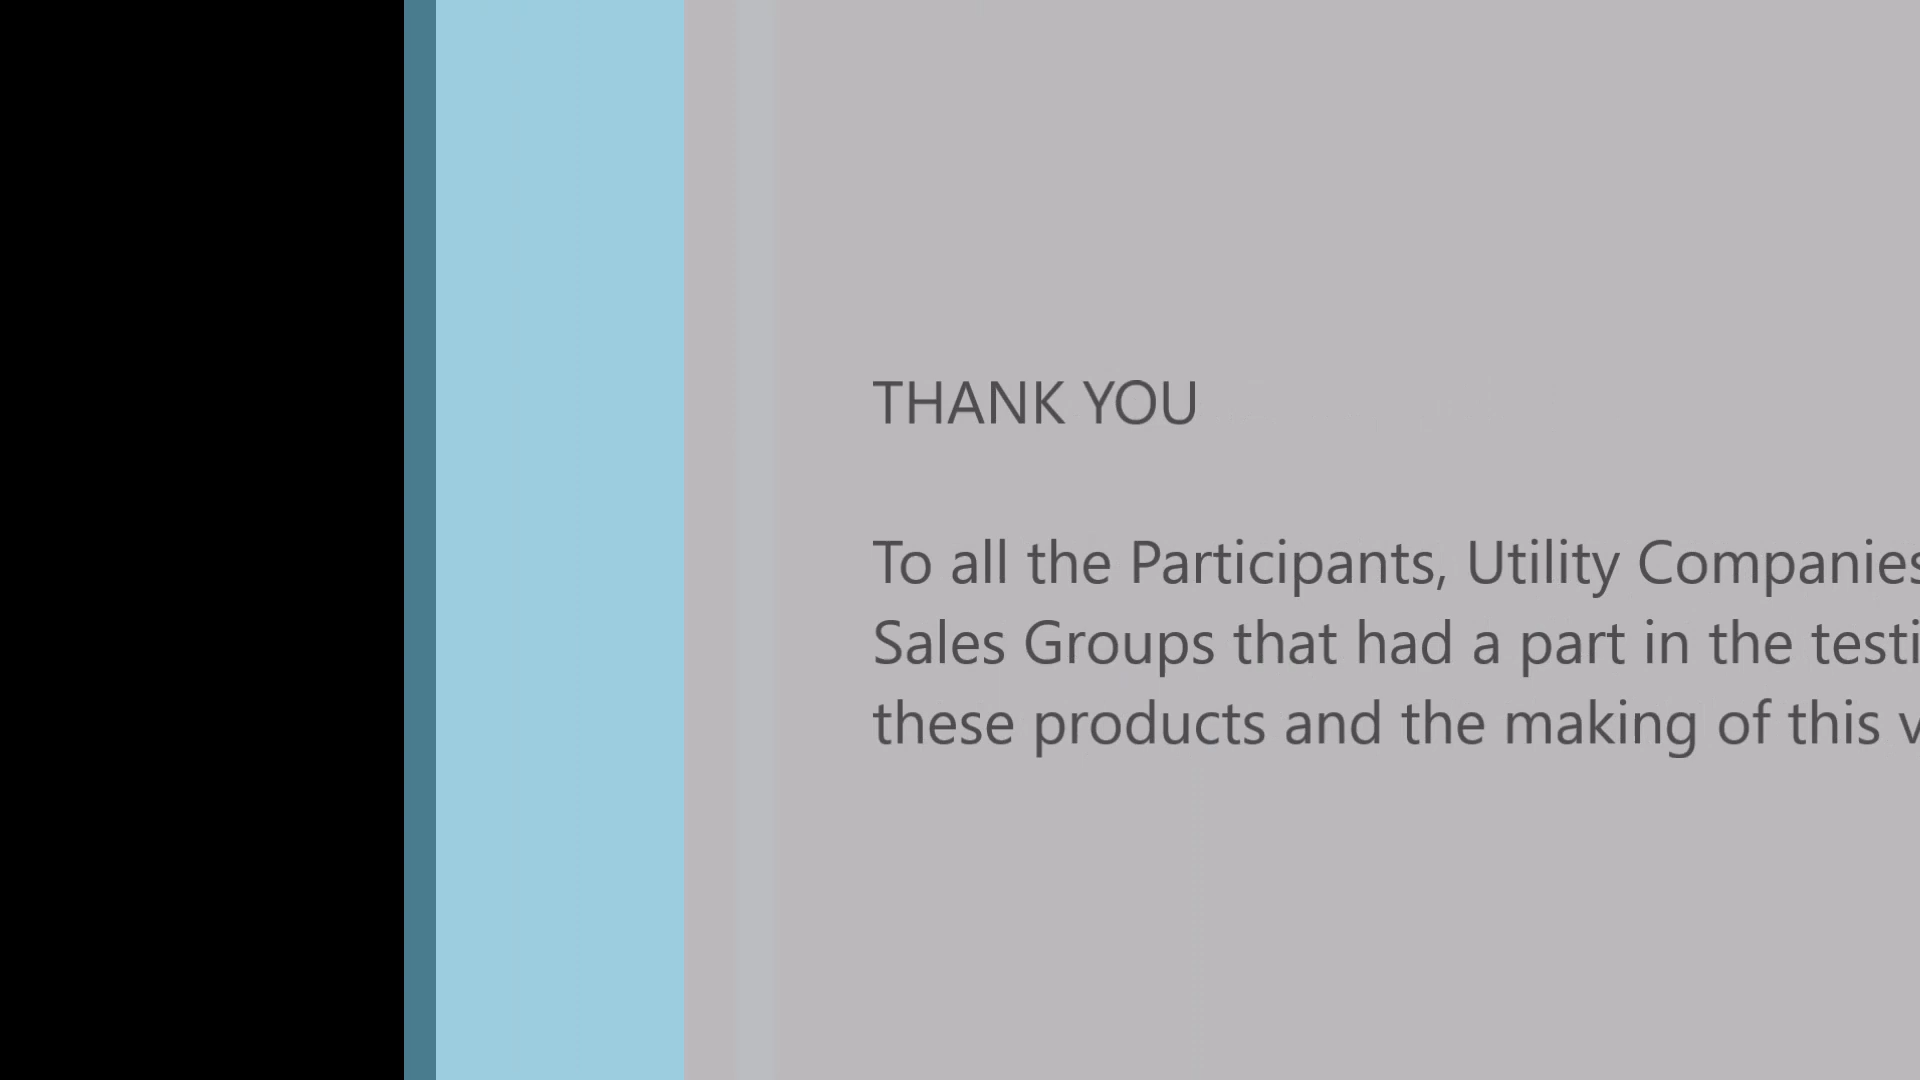 THANK YOU
To all the Participants, Utility Companies
Sales Groups that had a part in the
these products and the making of this